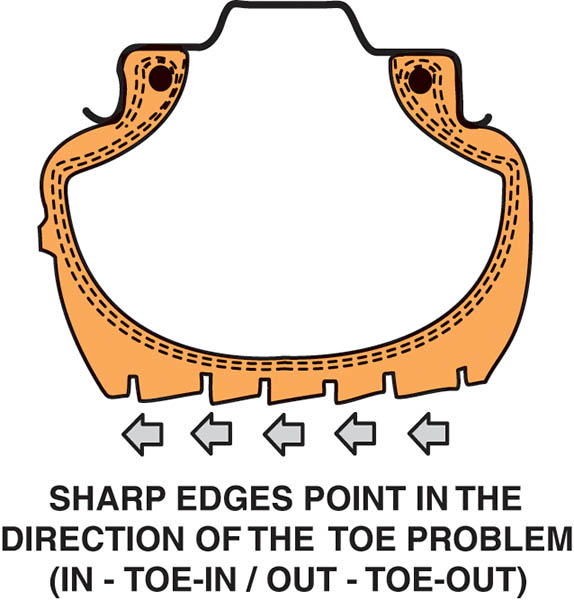 SHARP EDGES POINT IN THE
DIRECTION OF THE TOE PROBLEM
(IN - TOE-IN / OUT - TOE-OUT)